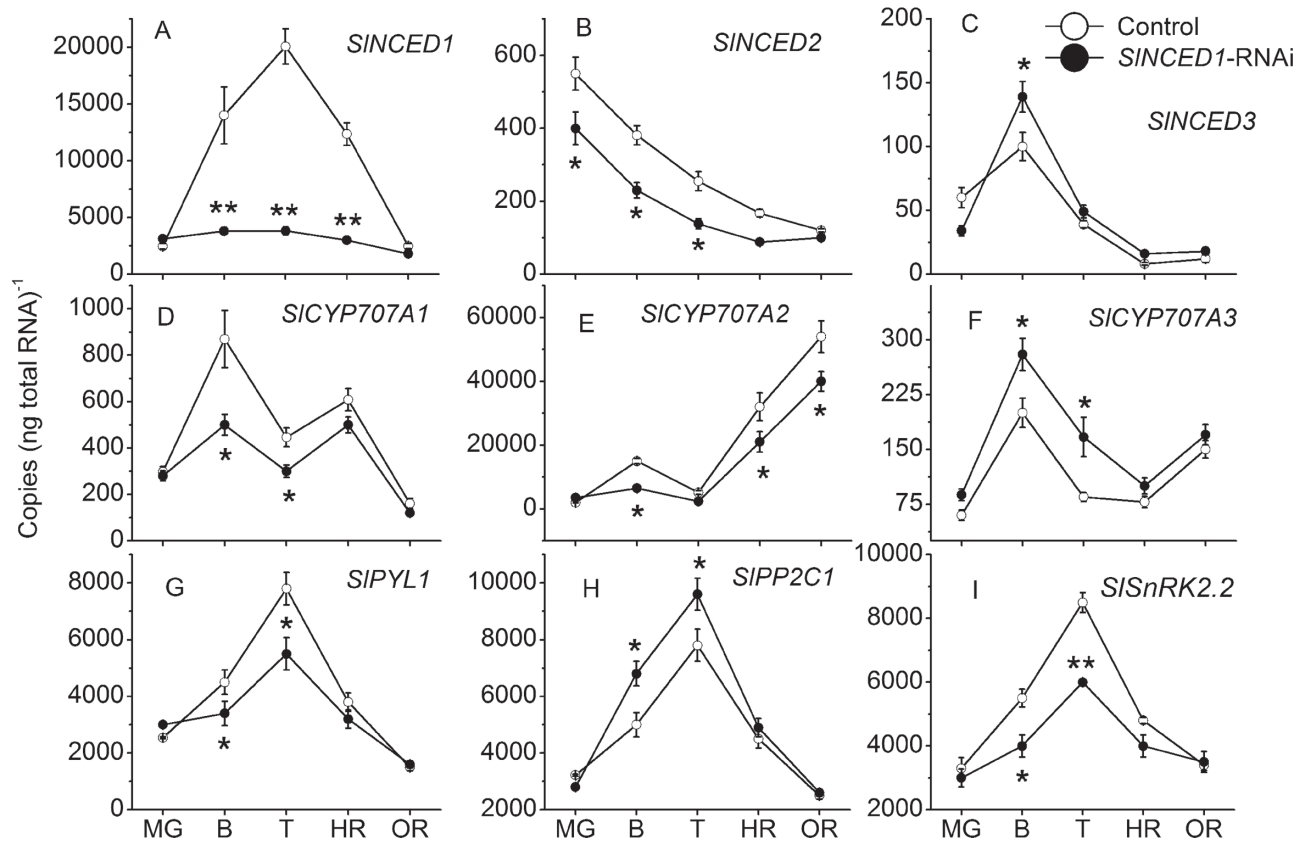 Control
SlNCED1-RNAi
Copies (ng total RNA)⁻¹
A
SlNCED1
20000
15000
10000
5000
0
** ** **
B
SlNCED2
600
400
200
0
*
*
*
C
SlNCED3
200
150
100
50
0
*
D
SlCYP707A1
1000
800
600
400
200
0
*
*
E
SlCYP707A2
60000
40000
20000
0
*
*
*
F
SlCYP707A3
300
225
150
75
*
*
G
SlPYL1
8000
6000
4000
2000
0
*
*
MG B T HR OR
H
SlPP2C1
10000
8000
6000
4000
2000
*
*
MG B T HR OR
I
SlSnRK2.2
10000
8000
6000
4000
2000
**
*
MG B T HR OR